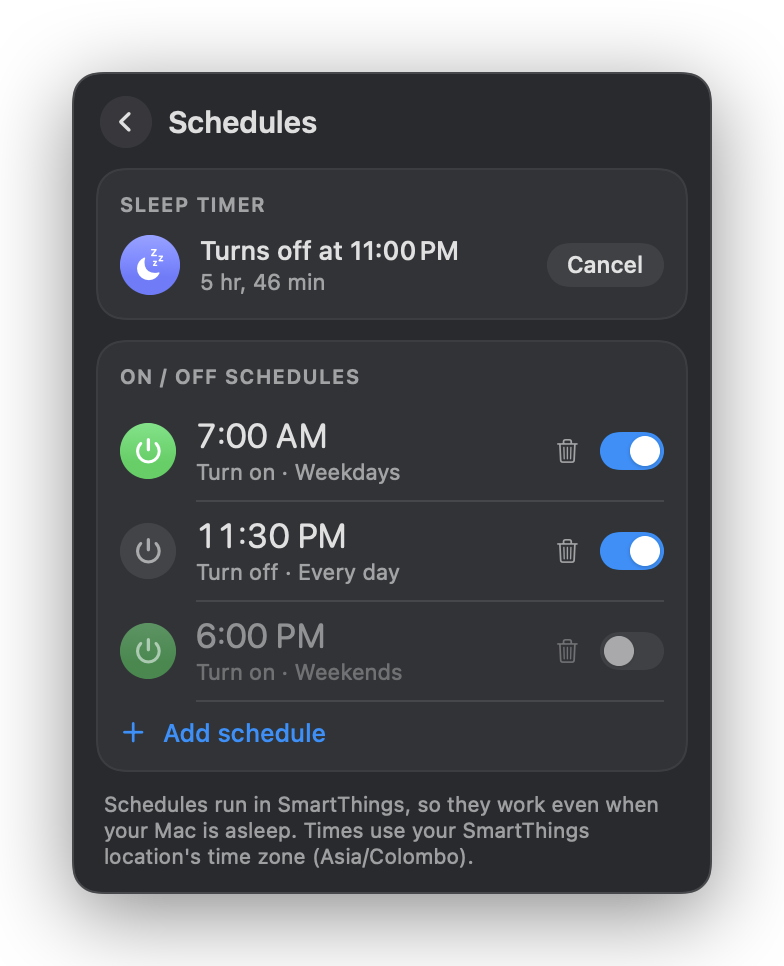 Schedules
SLEEP TIMER
Turns off at 11:00 PM
5 hr, 46 min
Cancel
ON / OFF SCHEDULES
7:00 AM
Turn on · Weekdays
11:30 PM
Turn off · Every day
6:00 PM
Turn on · Weekends
+ Add schedule
Schedules run in SmartThings, so they work even when
your Mac is asleep. Times use your SmartThings
location's time zone (Asia/Colombo).